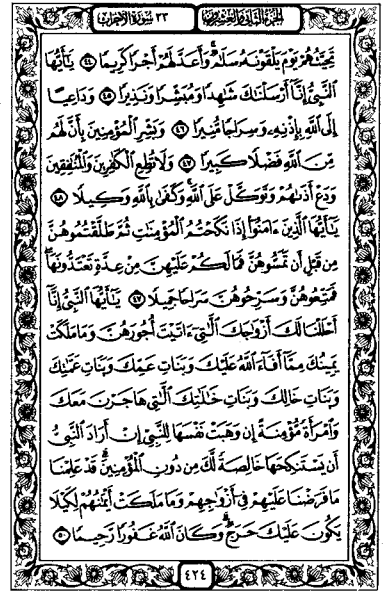 الجزء الثاني والعشرون
٣٣ سورة الأحزاب
تَحِيَّتُهُمْ يَوْمَ يَلْقَوْنَهُۥ سَلَٰمٌ وَأَعَدَّ لَهُمْ أَجْرًا كَرِيمًا ٤٤ يَٰٓأَيُّهَا
ٱلنَّبِيُّ إِنَّآ أَرْسَلْنَٰكَ شَٰهِدًا وَمُبَشِّرًا وَنَذِيرًا ٤٥ وَدَاعِيًا
إِلَى ٱللَّهِ بِإِذْنِهِۦ وَسِرَاجًا مُّنِيرًا ٤٦ وَبَشِّرِ ٱلْمُؤْمِنِينَ بِأَنَّ لَهُم
مِّنَ ٱللَّهِ فَضْلًا كَبِيرًا ٤٧ وَلَا تُطِعِ ٱلْكَٰفِرِينَ وَٱلْمُنَٰفِقِينَ
وَدَعْ أَذَىٰهُمْ وَتَوَكَّلْ عَلَى ٱللَّهِ وَكَفَىٰ بِٱللَّهِ وَكِيلًا ٤٨
يَٰٓأَيُّهَا ٱلَّذِينَ ءَامَنُوٓا۟ إِذَا نَكَحْتُمُ ٱلْمُؤْمِنَٰتِ ثُمَّ طَلَّقْتُمُوهُنَّ
مِن قَبْلِ أَن تَمَسُّوهُنَّ فَمَا لَكُمْ عَلَيْهِنَّ مِنْ عِدَّةٍ تَعْتَدُّونَهَا
فَمَتِّعُوهُنَّ وَسَرِّحُوهُنَّ سَرَاحًا جَمِيلًا ٤٩ يَٰٓأَيُّهَا ٱلنَّبِيُّ إِنَّآ
أَحْلَلْنَا لَكَ أَزْوَٰجَكَ ٱلَّٰتِىٓ ءَاتَيْتَ أُجُورَهُنَّ وَمَا مَلَكَتْ
يَمِينُكَ مِمَّآ أَفَآءَ ٱللَّهُ عَلَيْكَ وَبَنَاتِ عَمِّكَ وَبَنَاتِ عَمَّٰتِكَ
وَبَنَاتِ خَالِكَ وَبَنَاتِ خَٰلَٰتِكَ ٱلَّٰتِى هَاجَرْنَ مَعَكَ
وَٱمْرَأَةً مُّؤْمِنَةً إِن وَهَبَتْ نَفْسَهَا لِلنَّبِيِّ إِنْ أَرَادَ ٱلنَّبِيُّ
أَن يَسْتَنكِحَهَا خَالِصَةً لَّكَ مِن دُونِ ٱلْمُؤْمِنِينَ قَدْ عَلِمْنَا
مَا فَرَضْنَا عَلَيْهِمْ فِىٓ أَزْوَٰجِهِمْ وَمَا مَلَكَتْ أَيْمَٰنُهُمْ لِكَيْلَا
يَكُونَ عَلَيْكَ حَرَجٌ وَكَانَ ٱللَّهُ غَفُورًا رَّحِيمًا ٥٠
٤٢٤